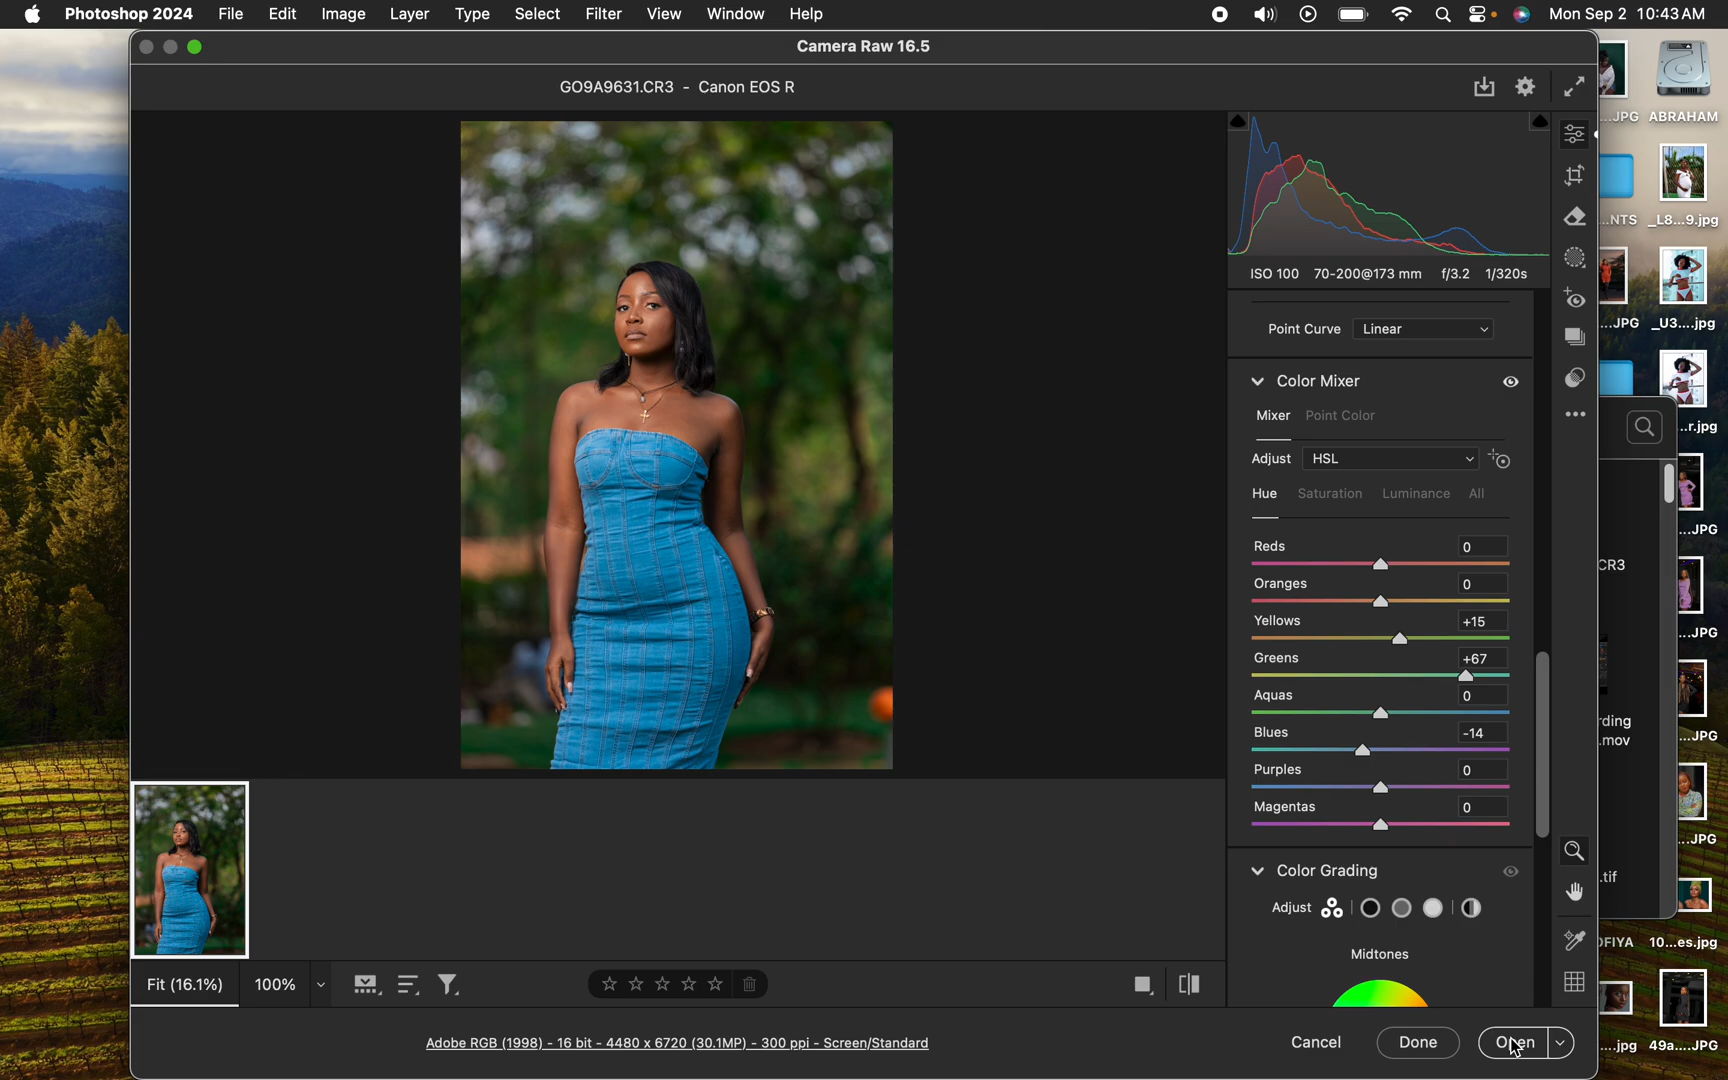 Photoshop 2024 File Edit Image Layer Type Select Filter View Window Help Mon Sep 2 10:43 AM
Camera Raw 16.5
GO9A9631.CR3 - Canon EOS R
ISO 100 70-200@173 mm f/3.2 1/320s
Point Curve Linear
Color Mixer
Mixer Point Color
Adjust HSL
Hue Saturation Luminance All
Reds 0
Oranges 0
Yellows +15
Greens +67
Aquas 0
Blues -14
Purples 0
Magentas 0
Color Grading
Adjust
Midtones
Fit (16.1%) 100%
Adobe RGB (1998) - 16 bit - 4480 x 6720 (30.1MP) - 300 ppi - Screen/Standard
Cancel Done Open
...JPG ABRAHAM
...NTS _L8...9.jpg
...JPG _U3....jpg
...r.jpg
...JPG
CR3
...JPG
rding
.mov
...JPG
...JPG
.tif
OFIYA 10...es.jpg
....jpg 49a....JPG